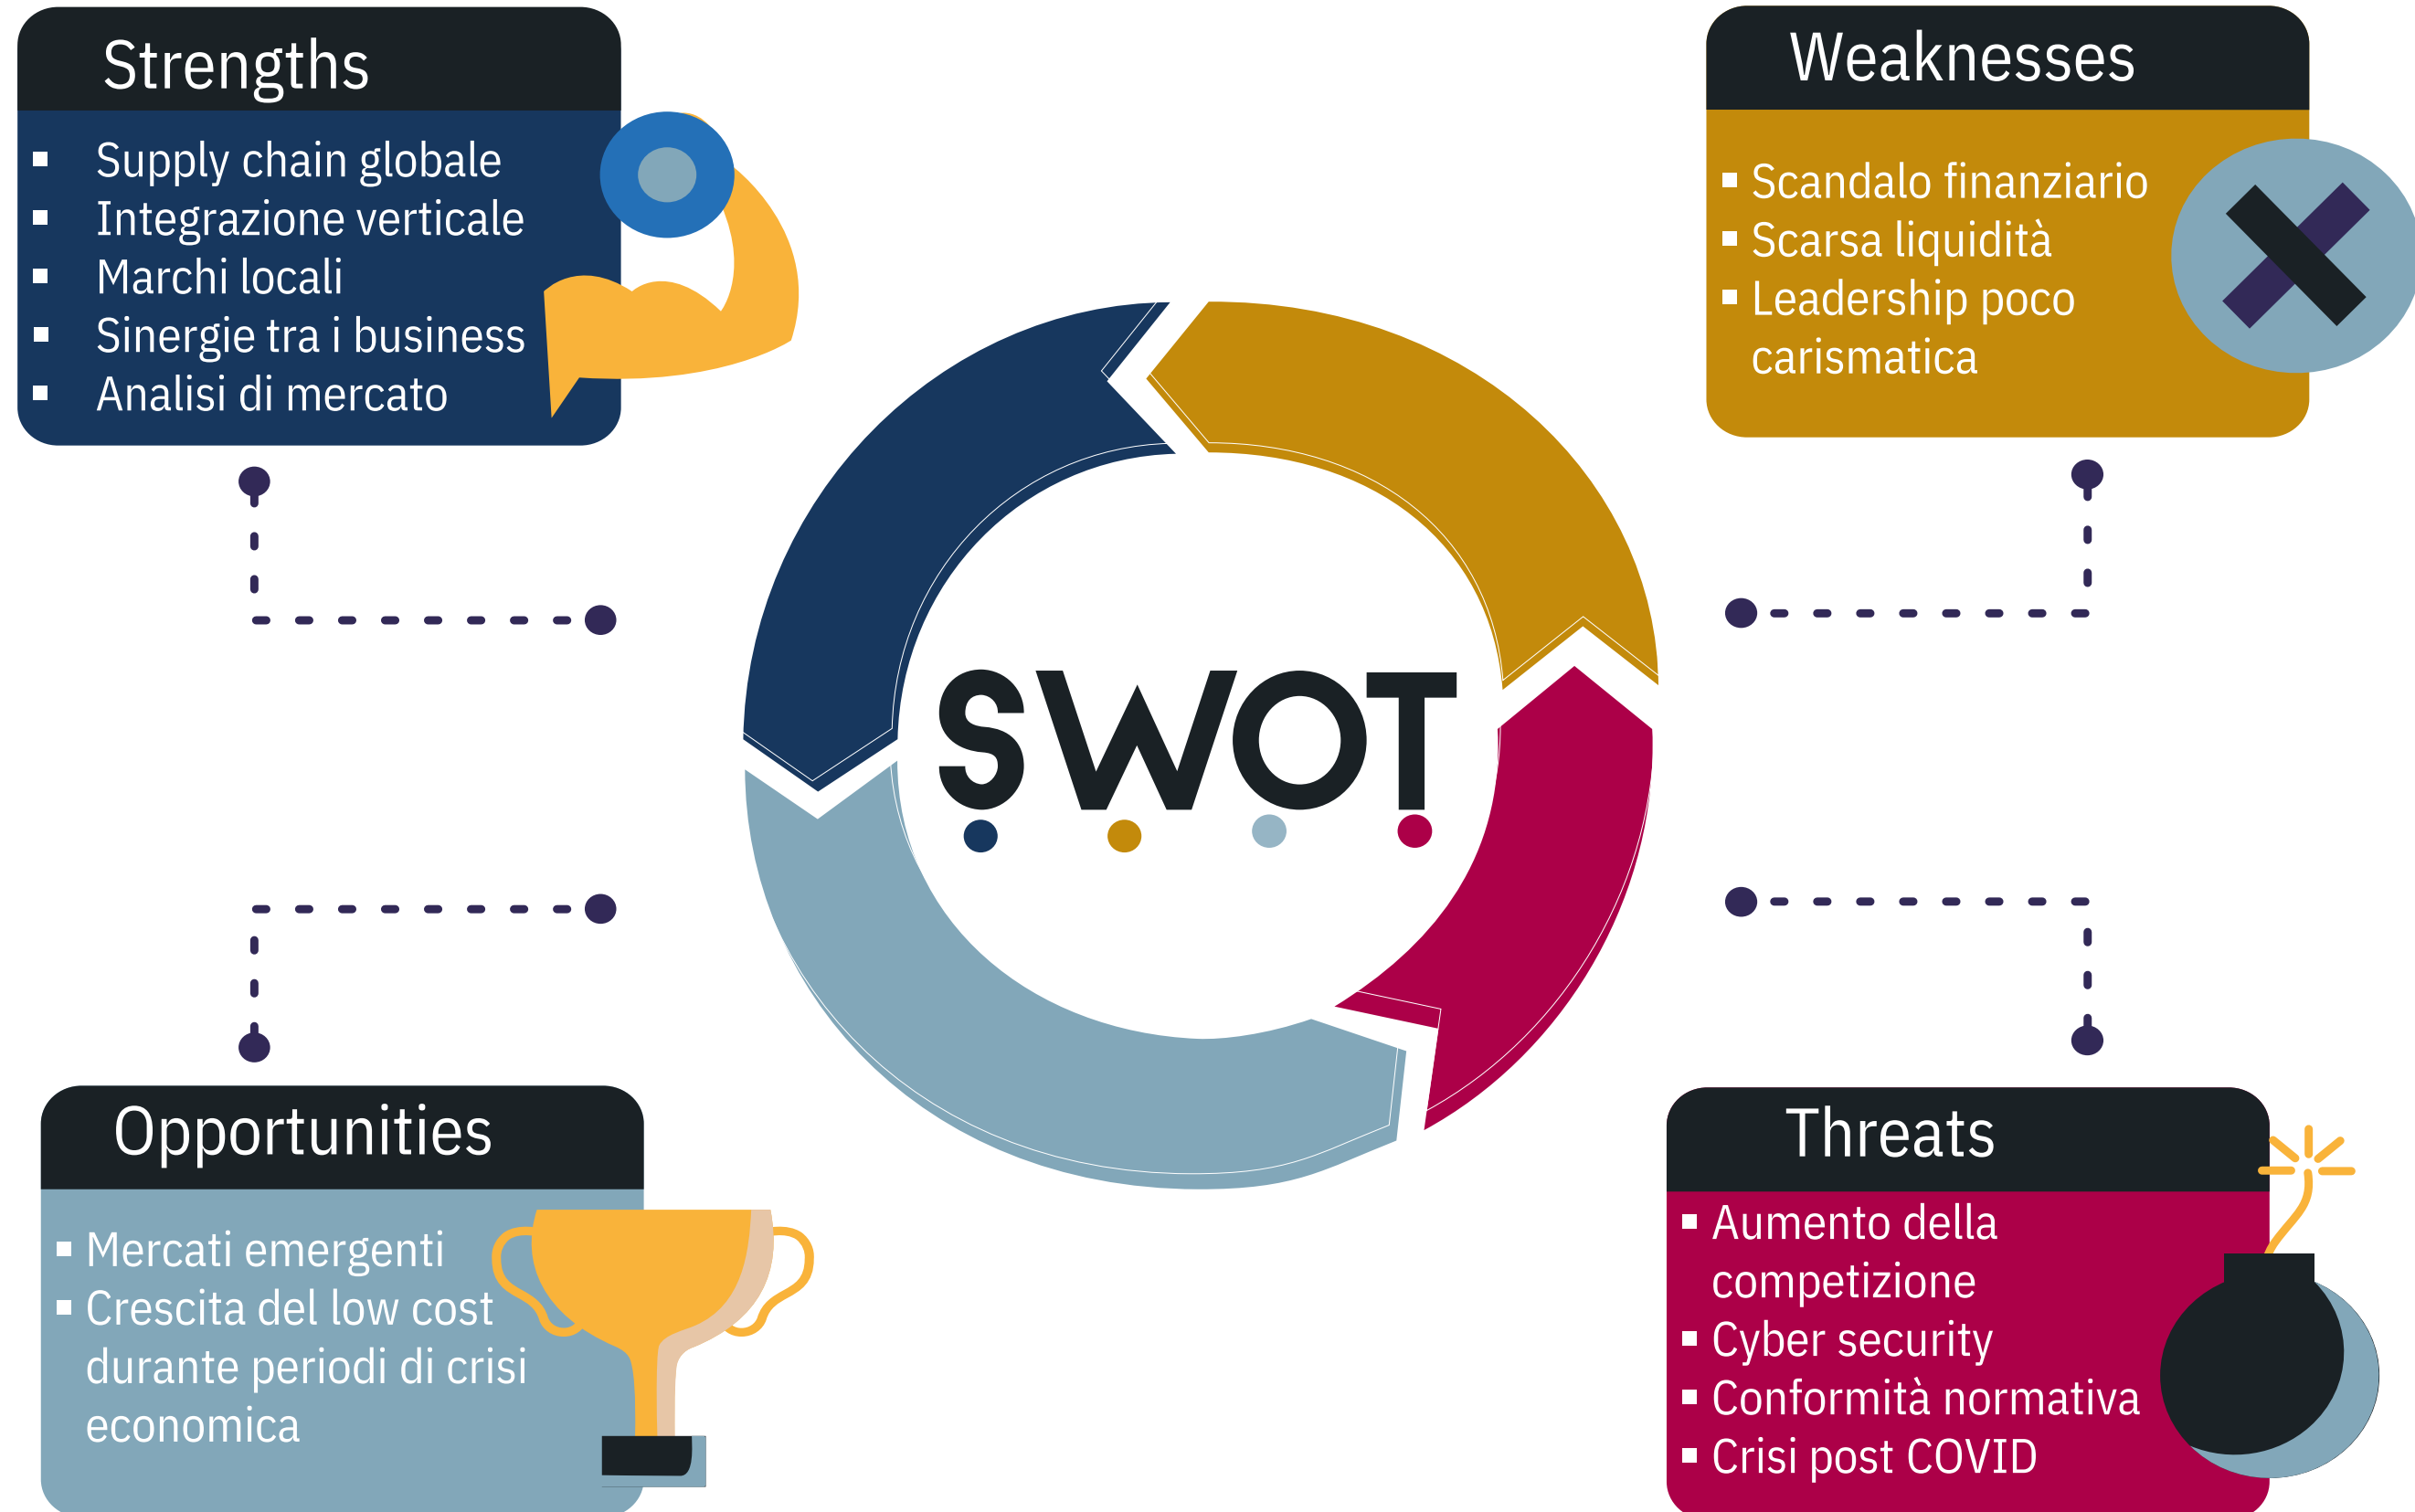 Strengths
Supply chain globale
Integrazione verticale
Marchi locali
Sinergie tra i business
Analisi di mercato
Weaknesses
Scandalo finanziario
Scarsa liquidità
Leadership poco
carismatica
SWOT
Opportunities
Mercati emergenti
Crescita del low cost
durante periodi di crisi
economica
Threats
Aumento della
competizione
Cyber security
Conformità normativa
Crisi post COVID